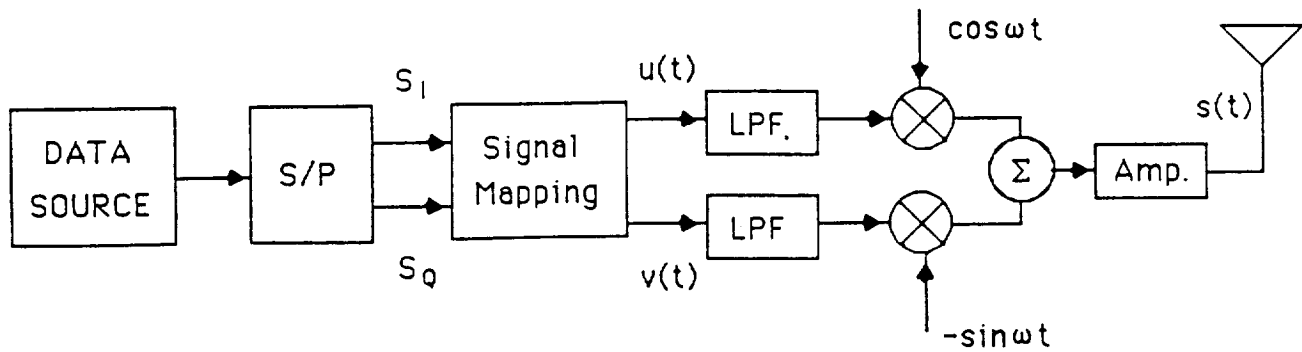 cosωt
S_I
u(t)
s(t)
DATA
SOURCE
S/P
Signal
Mapping
LPF.
Σ
Amp.
LPF
S_Q
v(t)
-sinωt